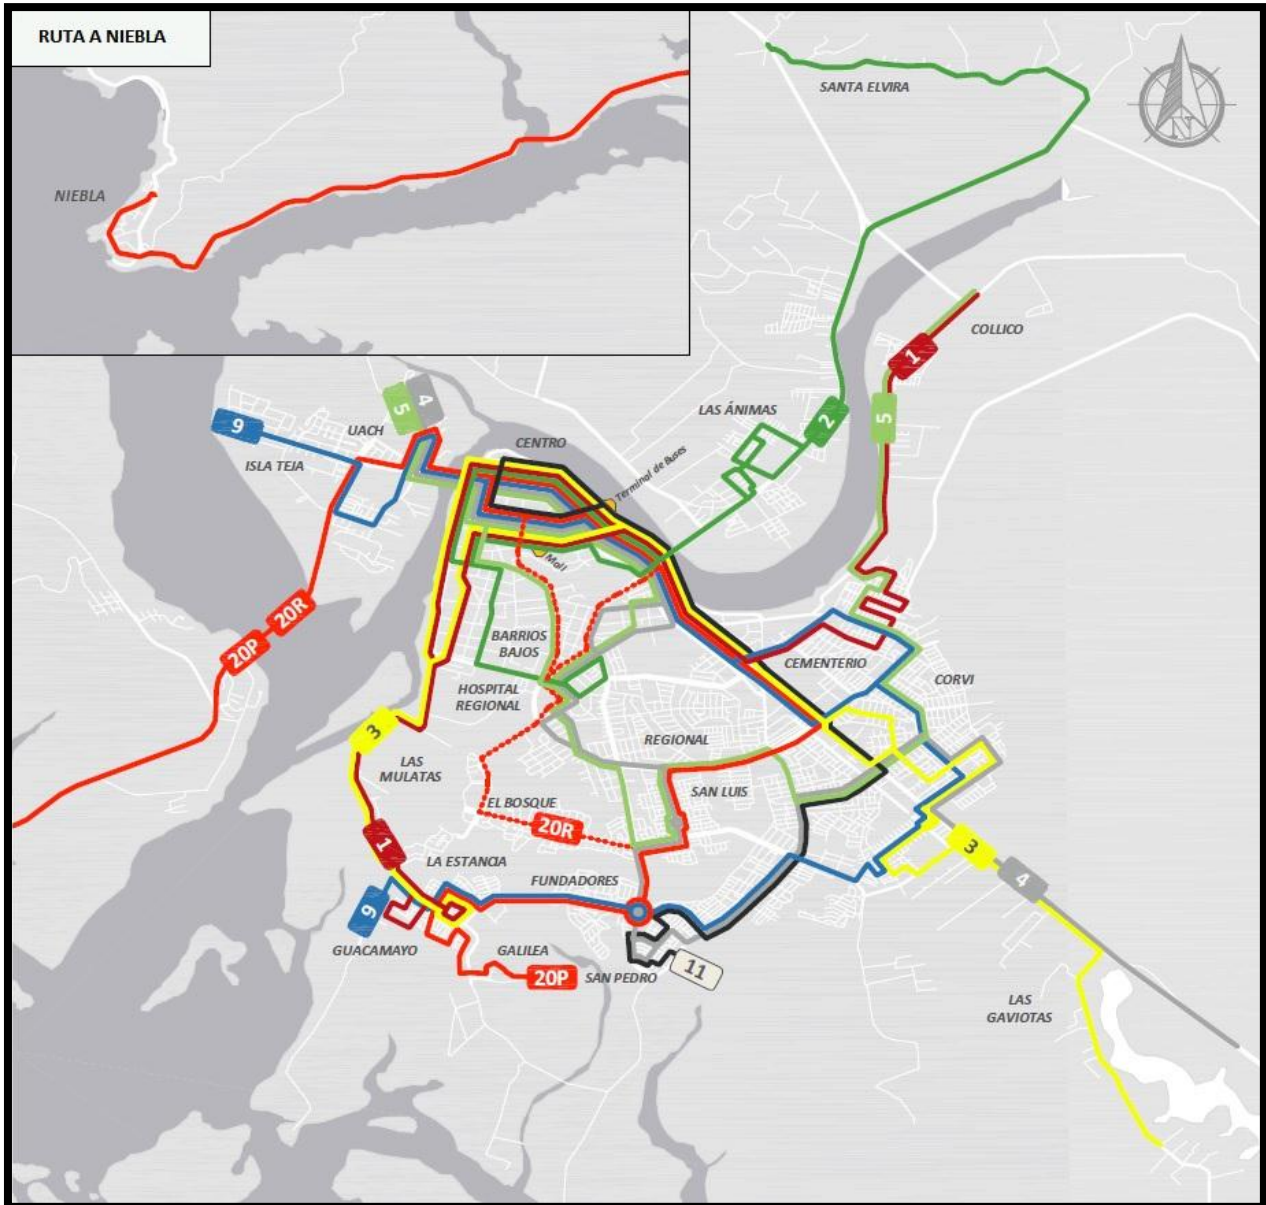 RUTA A NIEBLA
NIEBLA
SANTA ELVIRA
N
COLLICO
1
5
LAS ÁNIMAS
2
4
5
UACH
9
ISLA TEJA
CENTRO
Terminal de Buses
Mall
20R
20P
BARRIOS
BAJOS
CEMENTERIO
CORVI
HOSPITAL
REGIONAL
3
REGIONAL
LAS
MULATAS
SAN LUIS
EL BOSQUE
20R
1
3
4
LA ESTANCIA
FUNDADORES
9
GUACAMAYO
GALILEA
20P
SAN PEDRO
11
LAS
GAVIOTAS